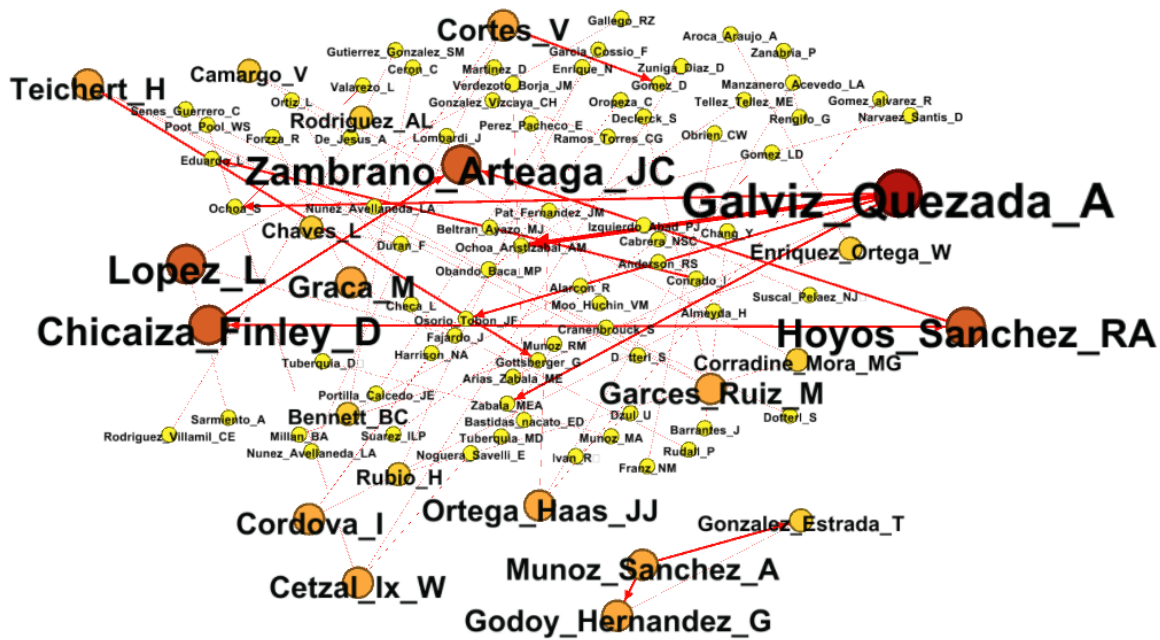 Gallego_RZ
Cortes_V
Aroca_Araujo_A
Gutierrez_Gonzalez_SM
Garcia_Cossio_F
Zanabria_P
Ceron_C
Martinez_D
Enrique_N
Zuniga_Diaz_D
Camargo_V
Teichert_H
Valarezo_L
Verdezoto_Borja_JM
Gomez_D
Manzanero_Acevedo_LA
Ortiz_L
Gonzalez_Vizcaya_CH
Oropeza_C
Tellez_Tellez_ME
Gomez_alvarez_R
Senes_Guerrero_C
Rodriguez_AL
Declerck_S
Rengifo_G
Narvaez_Santis_D
Poot_Pool_WS
Perez_Pacheco_E
Forzza_R
De_Jesus_A
Lombardi_J
Ramos_Torres_CG
Obrien_CW
Eduardo_L
Gomez_LD
Zambrano_Arteaga_JC
Galviz_Quezada_A
Ochoa_S
Nunez_Avellaneda_LA
Pat_Fernandez_JM
Chaves_L
Beltran_Ayazo_MJ
Izquierdo_Abad_PJ
Chang_Y
Duran_F
Ochoa_Aristizabal_AM
Cabrera_NSC
Enriquez_Ortega_W
Lopez_L
Obando_Baca_MP
Anderson_RS
Conrado_I
Graca_M
Alarcon_R
Suscal_Pelaez_NJ
Checa_L
Moo_Huchin_VM
Almeyda_H
Chicaiza_Finley_D
Osorio_Tobon_JF
Cranenbrouck_S
Hoyos_Sanchez_RA
Fajardo_J
Munoz_RM
Harrison_NA
Gottsberger_G
D_tterl_S
Corradine_Mora_MG
Tuberquia_D
Arias_Zabala_ME
Garces_Ruiz_M
Portilla_Caicedo_JE
Zabala_MEA
Sarmiento_A
Bennett_BC
Bastidas_nacato_ED
Dzul_U
Dotterl_S
Rodriguez_Villamil_CE
Millan_BA
Suarez_ILP
Tuberquia_MD
Munoz_MA
Barrantes_J
Nunez_Avellaneda_LA
Noguera_Savelli_E
Ivan_R
Rudall_P
Rubio_H
Franz_NM
Cordova_I
Ortega_Haas_JJ
Gonzalez_Estrada_T
Cetzal_Ix_W
Munoz_Sanchez_A
Godoy_Hernandez_G